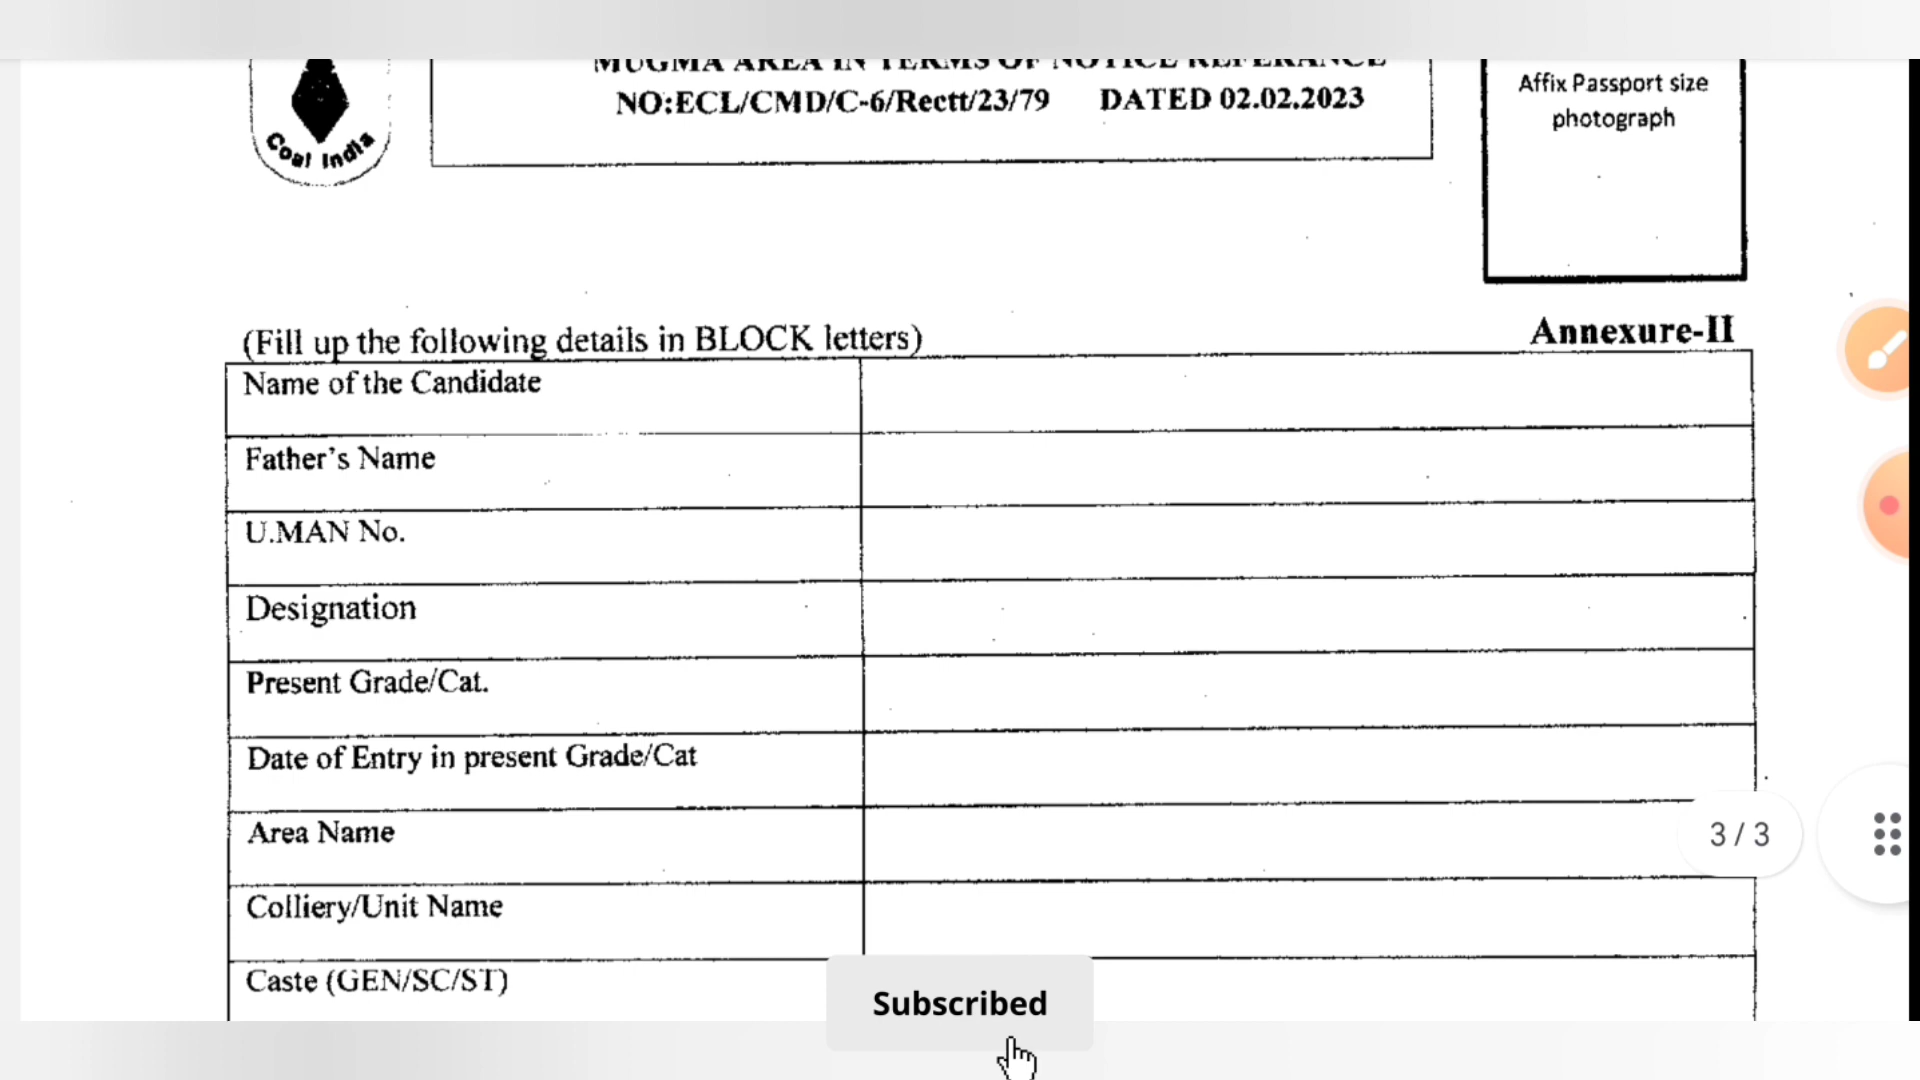 MUGMA AREA IN TERMS OF NOTICE REFERANCE
NO:ECL/CMD/C-6/Rectt/23/79 DATED 02.02.2023
Affix Passport size
photograph
Coal India
(Fill up the following details in BLOCK letters)
Annexure-II
Name of the Candidate
Father's Name
U.MAN No.
Designation
Present Grade/Cat.
Date of Entry in present Grade/Cat
Area Name
3 / 3
Colliery/Unit Name
Caste (GEN/SC/ST)
Subscribed